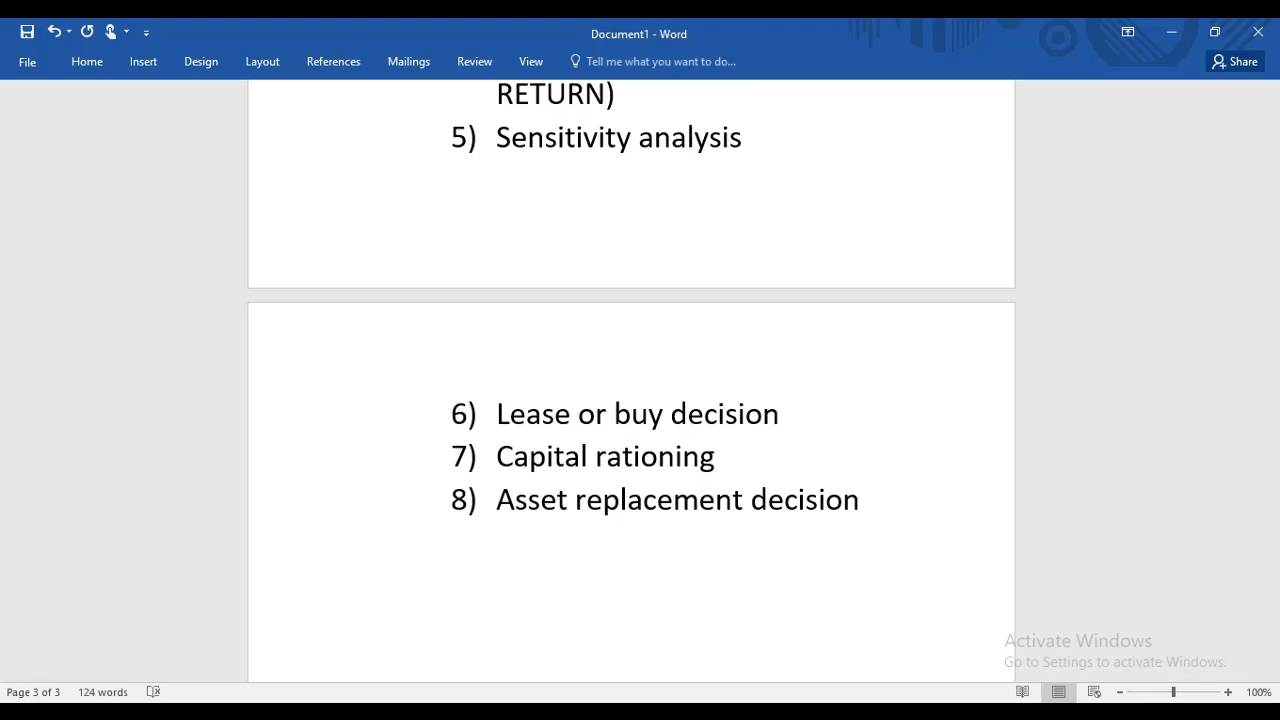 Document1 - Word
File Home Insert Design Layout References Mailings Review View Tell me what you want to do... Share
RETURN)
5) Sensitivity analysis
6) Lease or buy decision
7) Capital rationing
8) Asset replacement decision
Activate Windows
Go to Settings to activate Windows.
Page 3 of 3 124 words 100%